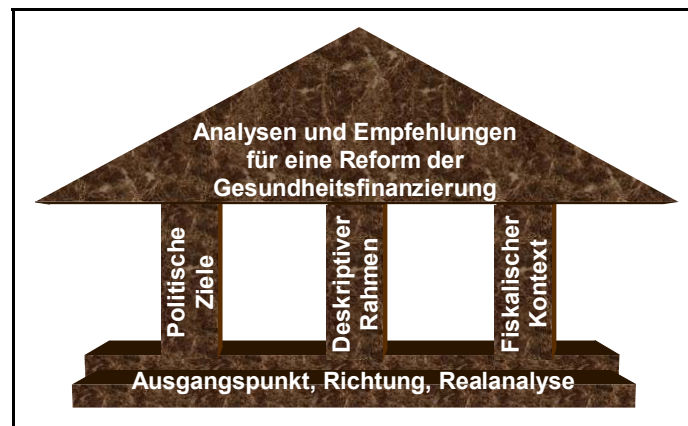 Analysen und Empfehlungen
für eine Reform der
Gesundheitsfinanzierung
Politische
Ziele
Deskriptiver
Rahmen
Fiskalischer
Kontext
Ausgangspunkt, Richtung, Realanalyse